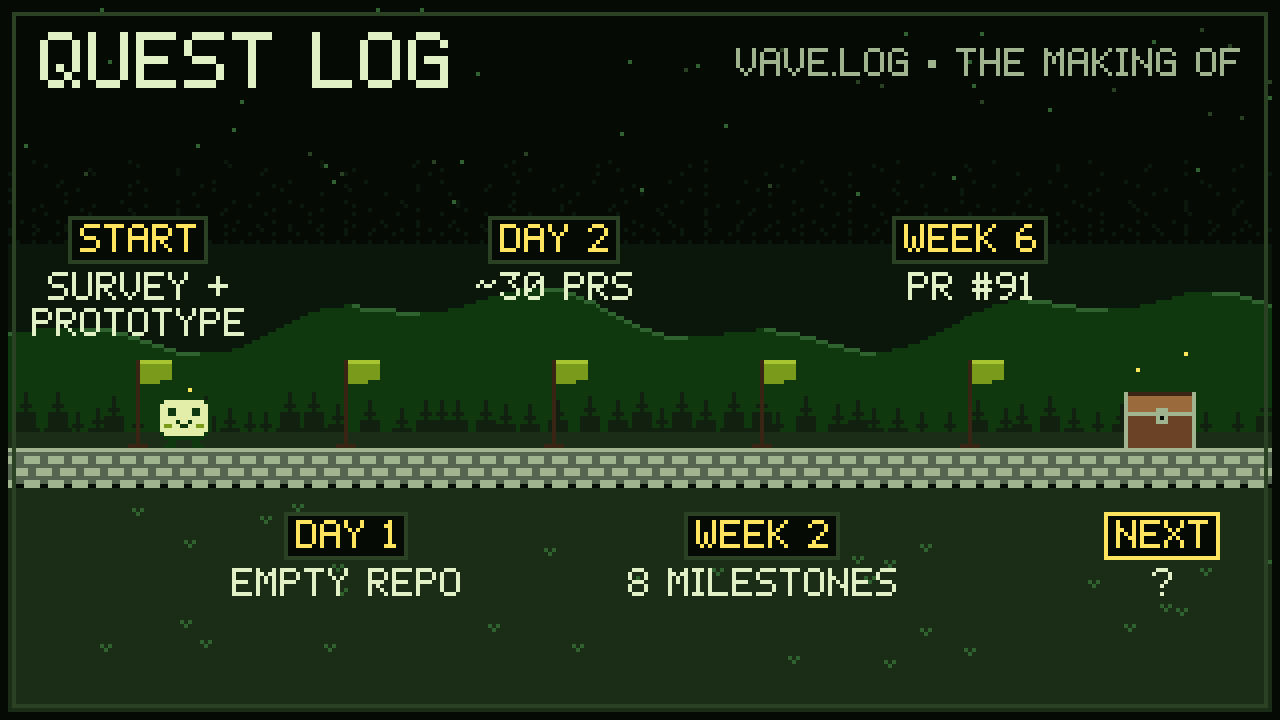 QUEST LOG
VAVE.LOG ▪ THE MAKING OF
START
SURVEY +
PROTOTYPE
DAY 2
~30 PRS
WEEK 6
PR #91
DAY 1
EMPTY REPO
WEEK 2
8 MILESTONES
NEXT
?